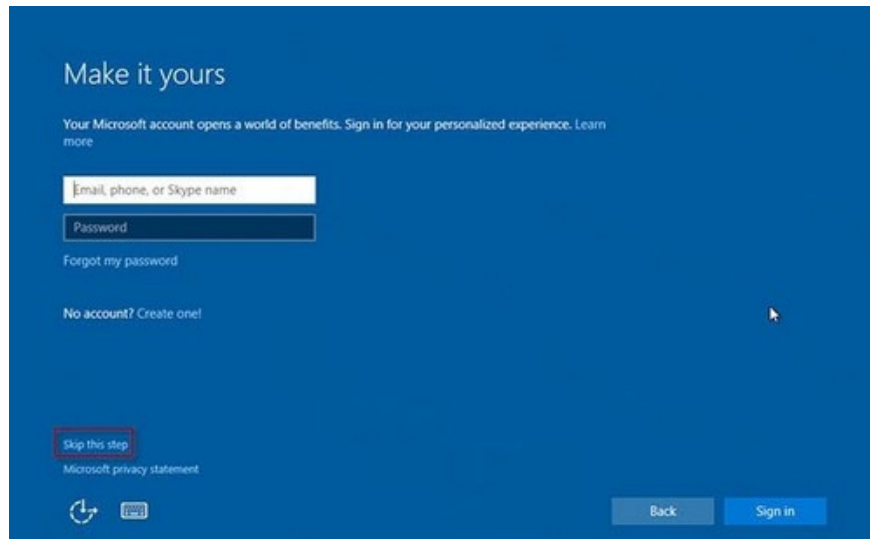 Make it yours
Your Microsoft account opens a world of benefits. Sign in for your personalized experience. Learn
more
Email, phone, or Skype name
Password
Forgot my password
No account? Create one!
Skip this step
Microsoft privacy statement
Back
Sign in